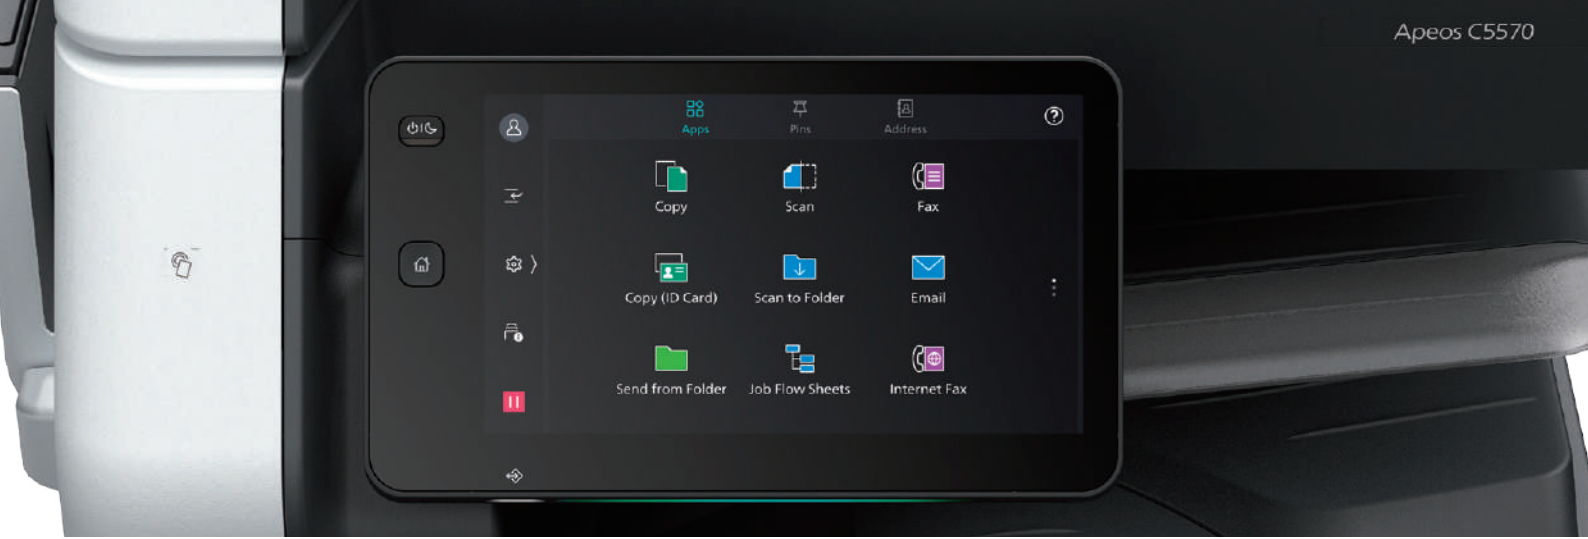 Apeos C5570
Apps
Pins
Address
Copy
Scan
Fax
Copy (ID Card)
Scan to Folder
Email
Send from Folder
Job Flow Sheets
Internet Fax